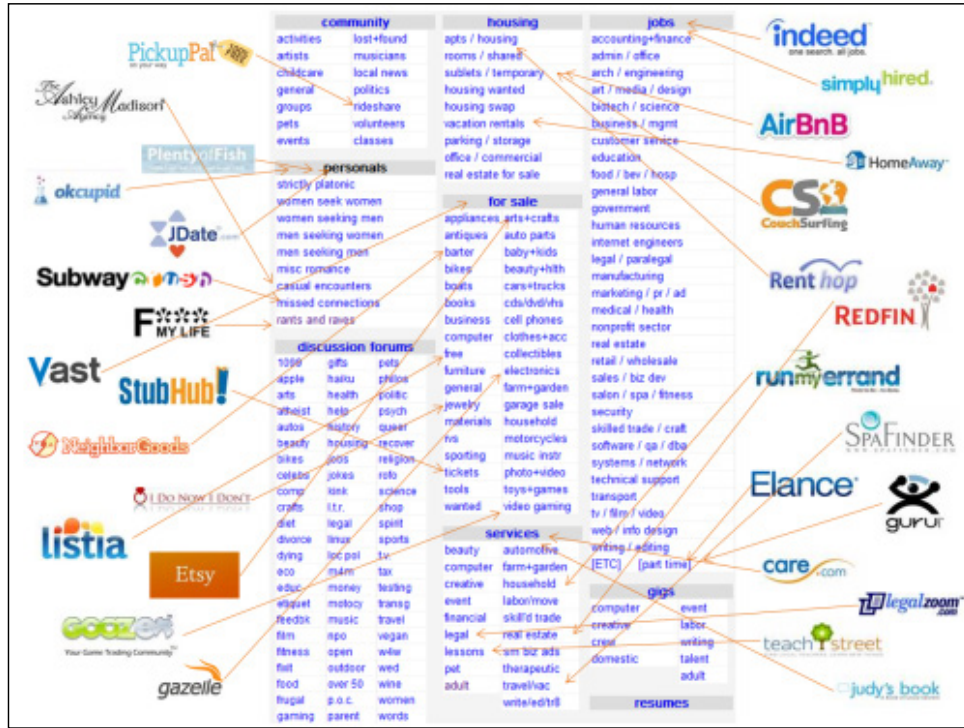 PickupPal
on your way
The Ashley Madison Agency
PlentyofFish
okcupid
JDate.com
Subway
F***
MY LIFE
Vast
StubHub!
NeighborGoods
I Do Now I Don't
listia
Etsy
Goozex
Your Game Trading Community
gazelle
community
activities lost+found
artists musicians
childcare local news
general politics
groups rideshare
pets volunteers
events classes
personals
strictly platonic
women seek women
women seeking men
men seeking women
men seeking men
misc romance
casual encounters
missed connections
rants and raves
discussion forums
1099 gifts pets
apple haiku philos
arts health politic
atheist help psych
autos history queer
beauty housing recover
bikes jobs religion
celebs jokes rofo
comp kink science
crafts l.t.r. shop
diet legal spirit
divorce linux sports
dying loc pol t.v.
eco m4m tax
educ money testing
etiquet motocy transg
feedbk music travel
film npo vegan
fitness open w4w
fixit outdoor wed
food over 50 wine
frugal p.o.c. women
gaming parent words
housing
apts / housing
rooms / shared
sublets / temporary
housing wanted
housing swap
vacation rentals
parking / storage
office / commercial
real estate for sale
for sale
appliances arts+crafts
antiques auto parts
barter baby+kids
bikes beauty+hlth
boats cars+trucks
books cds/dvd/vhs
business cell phones
computer clothes+acc
free collectibles
furniture electronics
general farm+garden
jewelry garage sale
materials household
rvs motorcycles
sporting music instr
tickets photo+video
tools toys+games
wanted video gaming
services
beauty automotive
computer farm+garden
creative household
event labor/move
financial skill'd trade
legal real estate
lessons sm biz ads
pet therapeutic
adult travel/vac
write/ed/tr8
jobs
accounting+finance
admin / office
arch / engineering
art / media / design
biotech / science
business / mgmt
customer service
education
food / bev / hosp
general labor
government
human resources
internet engineers
legal / paralegal
manufacturing
marketing / pr / ad
medical / health
nonprofit sector
real estate
retail / wholesale
sales / biz dev
salon / spa / fitness
security
skilled trade / craft
software / qa / dba
systems / network
technical support
transport
tv / film / video
web / info design
writing / editing
[ETC] [part time]
gigs
computer event
creative labor
crew writing
domestic talent
adult
resumes
indeed
one search. all jobs.
simplyhired
AirBnB
HomeAway
CS
CouchSurfing
Rent hop
REDFIN
runmyerrand
SPAFINDER
WWW.SPAFINDER.COM
Elance
guru
care.com
legalzoom
.com
teach street
judy's book